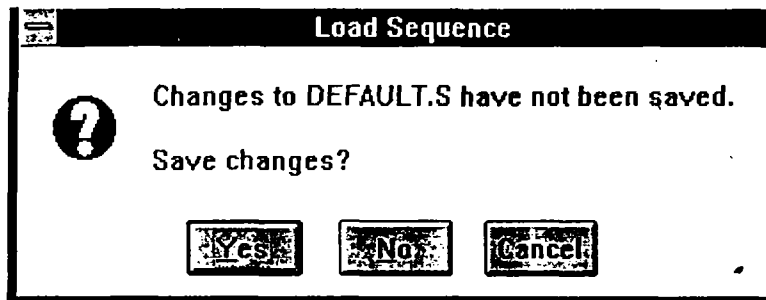 Load Sequence
Changes to DEFAULT.S have not been saved.
Save changes?
Yes No Cancel